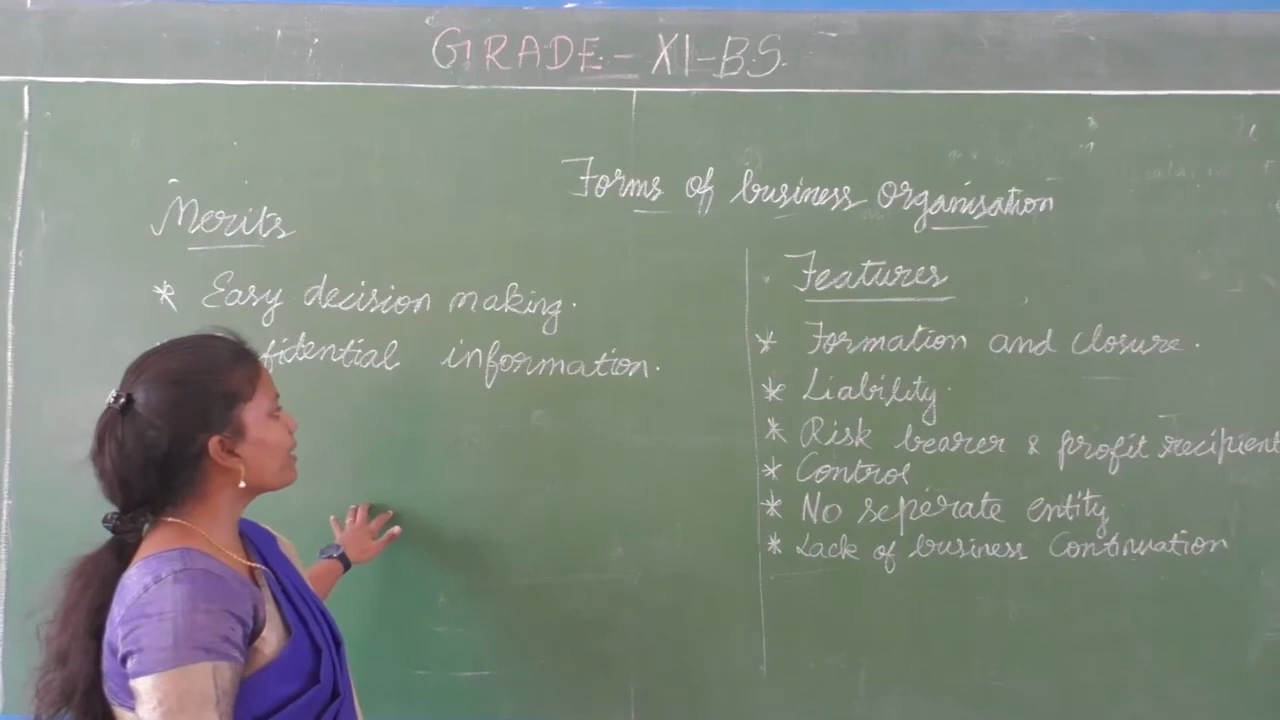 GRADE - XI-BS.
Forms of business organisation
Merits
* Easy decision making.
fidential information.
Features
* Formation and closure.
* Liability
* Risk bearer & profit recipient
* Control
* No seperate entity
* Lack of business Continuation